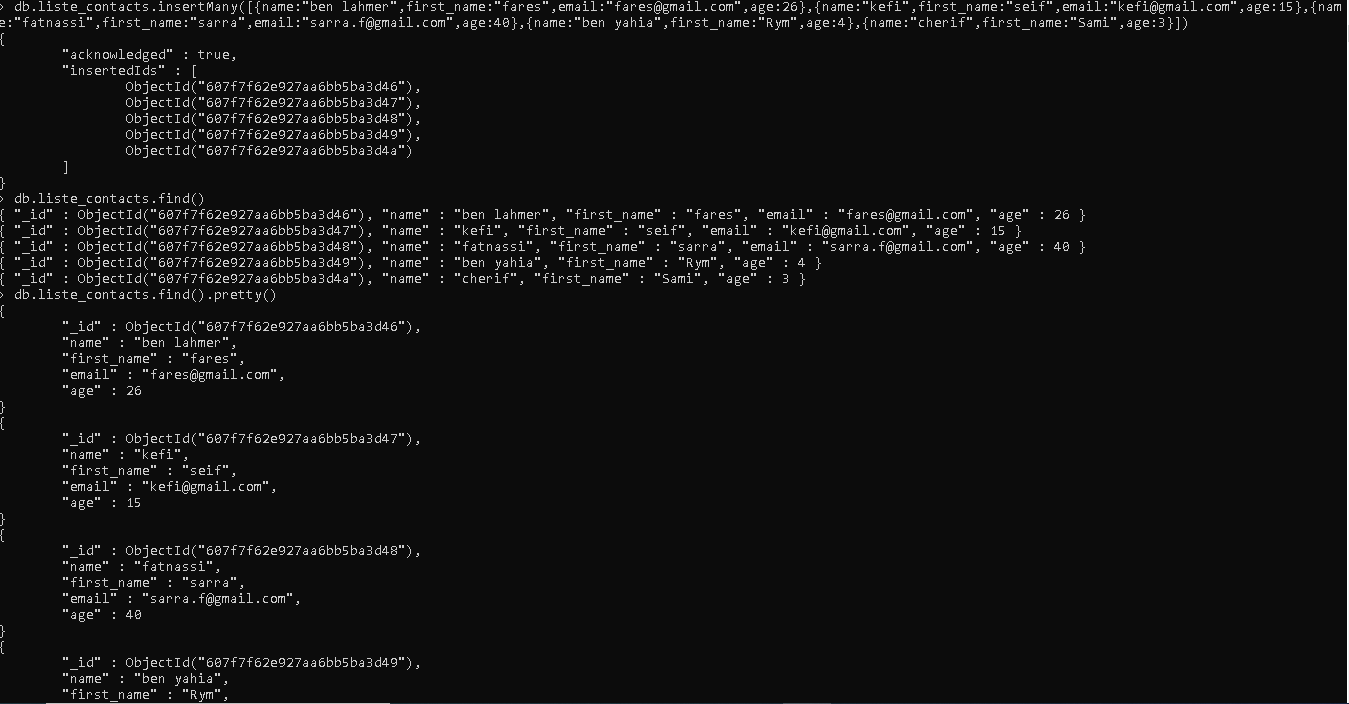 > db.liste_contacts.insertMany([{name:"ben lahmer",first_name:"fares",email:"fares@gmail.com",age:26},{name:"kefi",first_name:"seif",email:"kefi@gmail.com",age:15},{nam
e:"fatnassi",first_name:"sarra",email:"sarra.f@gmail.com",age:40},{name:"ben yahia",first_name:"Rym",age:4},{name:"cherif",first_name:"Sami",age:3}])
{
"acknowledged" : true,
"insertedIds" : [
ObjectId("607f7f62e927aa6bb5ba3d46"),
ObjectId("607f7f62e927aa6bb5ba3d47"),
ObjectId("607f7f62e927aa6bb5ba3d48"),
ObjectId("607f7f62e927aa6bb5ba3d49"),
ObjectId("607f7f62e927aa6bb5ba3d4a")
]
}
> db.liste_contacts.find()
{ "_id" : ObjectId("607f7f62e927aa6bb5ba3d46"), "name" : "ben lahmer", "first_name" : "fares", "email" : "fares@gmail.com", "age" : 26 }
{ "_id" : ObjectId("607f7f62e927aa6bb5ba3d47"), "name" : "kefi", "first_name" : "seif", "email" : "kefi@gmail.com", "age" : 15 }
{ "_id" : ObjectId("607f7f62e927aa6bb5ba3d48"), "name" : "fatnassi", "first_name" : "sarra", "email" : "sarra.f@gmail.com", "age" : 40 }
{ "_id" : ObjectId("607f7f62e927aa6bb5ba3d49"), "name" : "ben yahia", "first_name" : "Rym", "age" : 4 }
{ "_id" : ObjectId("607f7f62e927aa6bb5ba3d4a"), "name" : "cherif", "first_name" : "Sami", "age" : 3 }
> db.liste_contacts.find().pretty()
{
"_id" : ObjectId("607f7f62e927aa6bb5ba3d46"),
"name" : "ben lahmer",
"first_name" : "fares",
"email" : "fares@gmail.com",
"age" : 26
}
{
"_id" : ObjectId("607f7f62e927aa6bb5ba3d47"),
"name" : "kefi",
"first_name" : "seif",
"email" : "kefi@gmail.com",
"age" : 15
}
{
"_id" : ObjectId("607f7f62e927aa6bb5ba3d48"),
"name" : "fatnassi",
"first_name" : "sarra",
"email" : "sarra.f@gmail.com",
"age" : 40
}
{
"_id" : ObjectId("607f7f62e927aa6bb5ba3d49"),
"name" : "ben yahia",
"first_name" : "Rym",